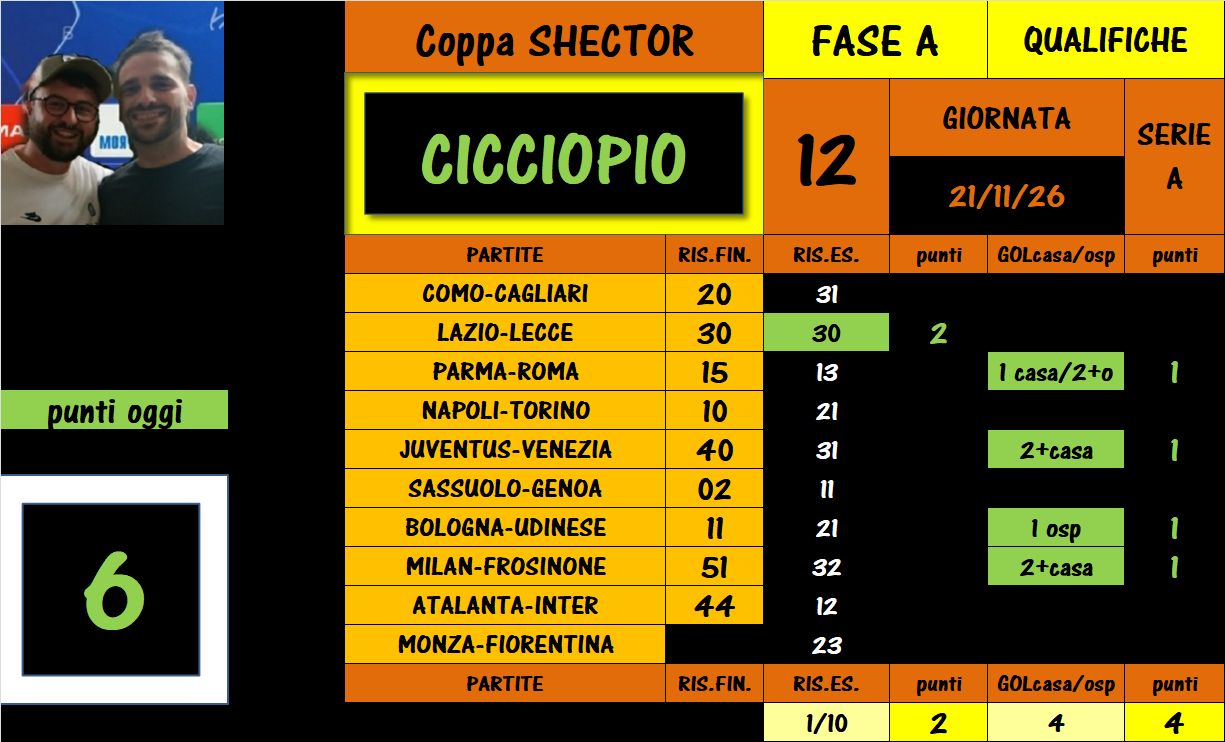 Coppa SHECTOR FASE A QUALIFICHE
CICCIOPIO 12 GIORNATA SERIE A
21/11/26
PARTITE RIS.FIN. RIS.ES. punti GOLcasa/osp punti
COMO-CAGLIARI 20 31
LAZIO-LECCE 30 30 2
PARMA-ROMA 15 13 1 casa/2+o 1
NAPOLI-TORINO 10 21
JUVENTUS-VENEZIA 40 31 2+casa 1
SASSUOLO-GENOA 02 11
BOLOGNA-UDINESE 11 21 1 osp 1
MILAN-FROSINONE 51 32 2+casa 1
ATALANTA-INTER 44 12
MONZA-FIORENTINA 23
PARTITE RIS.FIN. RIS.ES. punti GOLcasa/osp punti
1/10 2 4 4
punti oggi
6